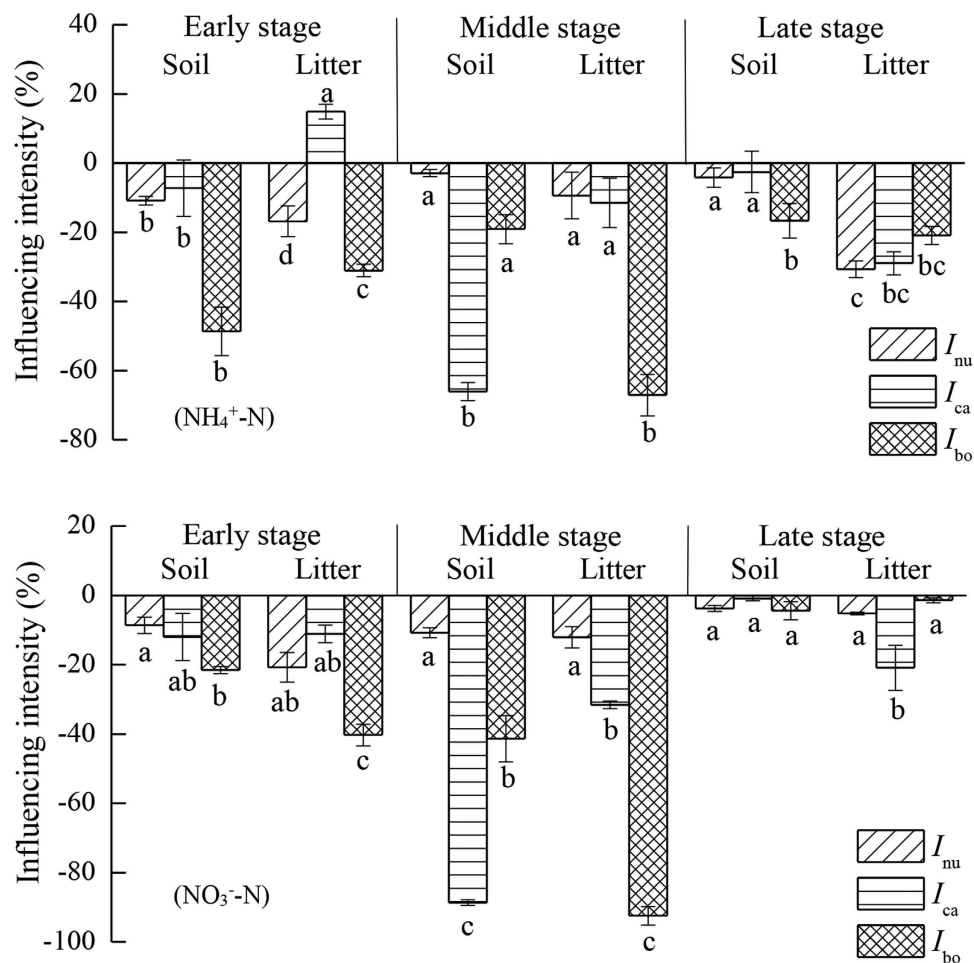 Influencing intensity (%)
40
20
0
-20
-40
-60
-80
Early stage Middle stage Late stage
Soil Litter Soil Litter Soil Litter
a
b b b d c
a b a a a b
a a b c bc bc
(NH₄⁺-N)
Inu
Ica
Ibo
Influencing intensity (%)
20
0
-20
-40
-60
-80
-100
Early stage Middle stage Late stage
Soil Litter Soil Litter Soil Litter
a ab b ab ab c
a c b a b c
a a a a b a
(NO₃⁻-N)
Inu
Ica
Ibo